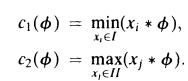 c₁(ϕ) = min_{xᵢ∈I}(xᵢ * ϕ),
c₂(ϕ) = max_{xⱼ∈II}(xⱼ * ϕ).